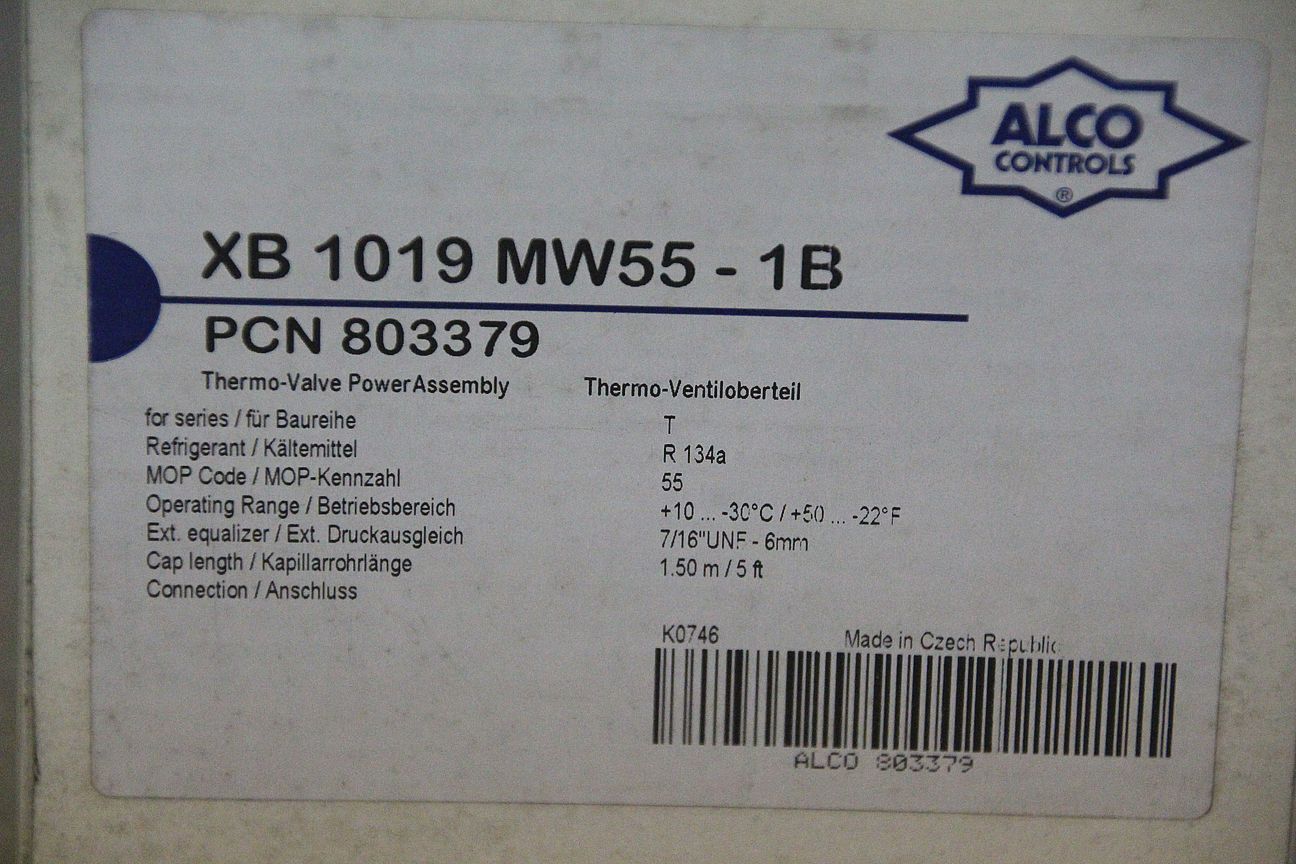 ALCO
CONTROLS
®
XB 1019 MW55 - 1B
PCN 803379
Thermo-Valve PowerAssembly Thermo-Ventiloberteil
for series / für Baureihe T
Refrigerant / Kältemittel R 134a
MOP Code / MOP-Kennzahl 55
Operating Range / Betriebsbereich +10 ... -30°C / +50 ... -22°F
Ext. equalizer / Ext. Druckausgleich 7/16"UNF - 6mm
Cap length / Kapillarrohrlänge 1.50 m / 5 ft
Connection / Anschluss
K0746 Made in Czech Republic
ALCO 803379